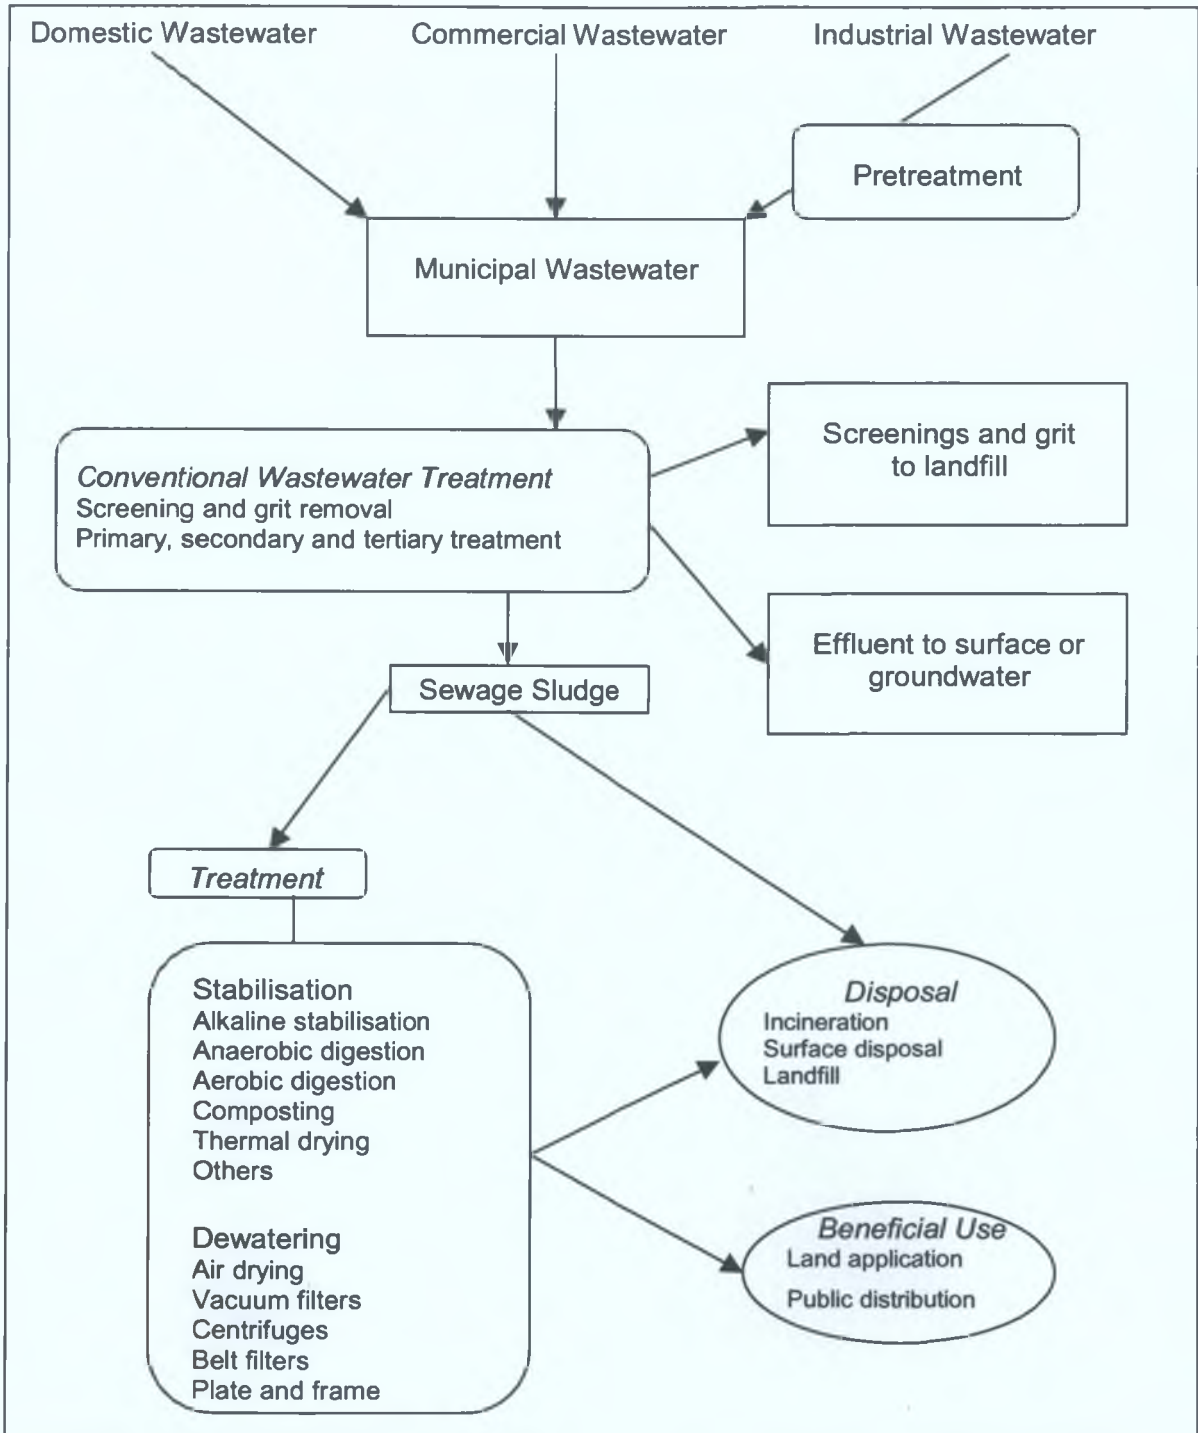 Domestic Wastewater
Commercial Wastewater
Industrial Wastewater
Pretreatment
Municipal Wastewater
Conventional Wastewater Treatment
Screening and grit removal
Primary, secondary and tertiary treatment
Screenings and grit
to landfill
Effluent to surface or
groundwater
Sewage Sludge
Treatment
Stabilisation
Alkaline stabilisation
Anaerobic digestion
Aerobic digestion
Composting
Thermal drying
Others
Dewatering
Air drying
Vacuum filters
Centrifuges
Belt filters
Plate and frame
Disposal
Incineration
Surface disposal
Landfill
Beneficial Use
Land application
Public distribution